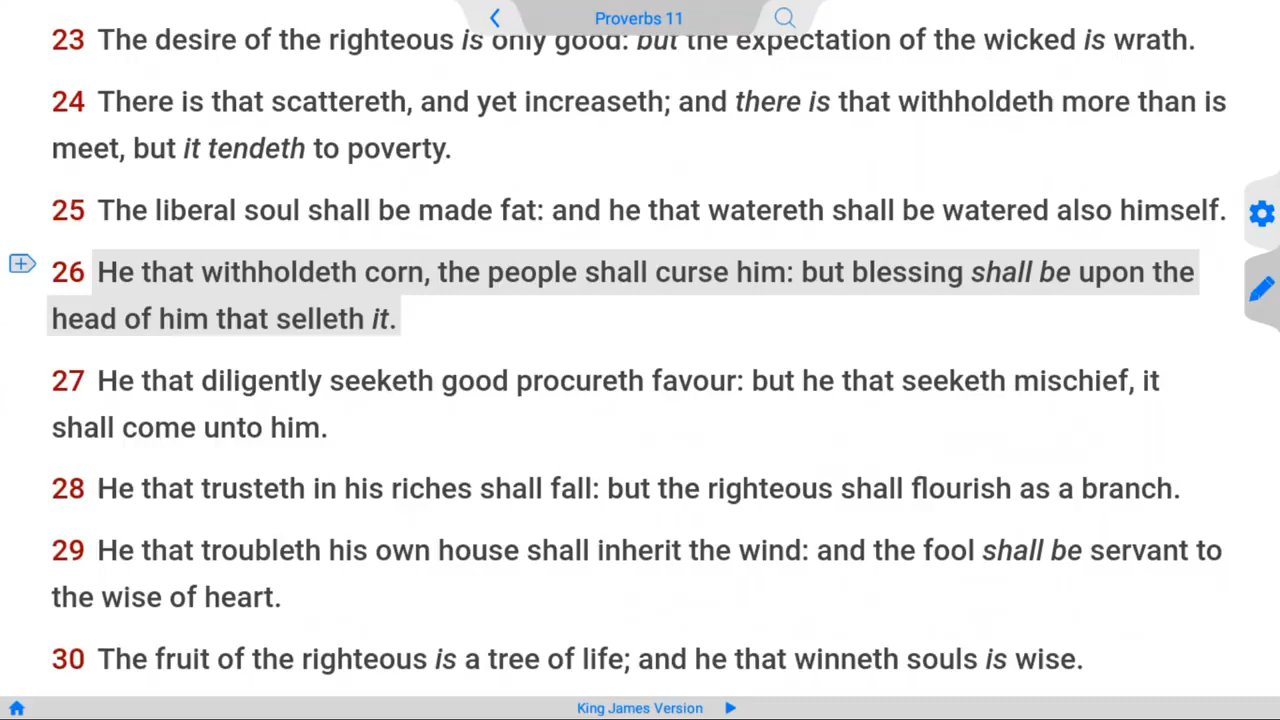 Proverbs 11
23 The desire of the righteous is only good: but the expectation of the wicked is wrath.
24 There is that scattereth, and yet increaseth; and there is that withholdeth more than is
meet, but it tendeth to poverty.
25 The liberal soul shall be made fat: and he that watereth shall be watered also himself.
26 He that withholdeth corn, the people shall curse him: but blessing shall be upon the
head of him that selleth it.
27 He that diligently seeketh good procureth favour: but he that seeketh mischief, it
shall come unto him.
28 He that trusteth in his riches shall fall: but the righteous shall flourish as a branch.
29 He that troubleth his own house shall inherit the wind: and the fool shall be servant to
the wise of heart.
30 The fruit of the righteous is a tree of life; and he that winneth souls is wise.
King James Version